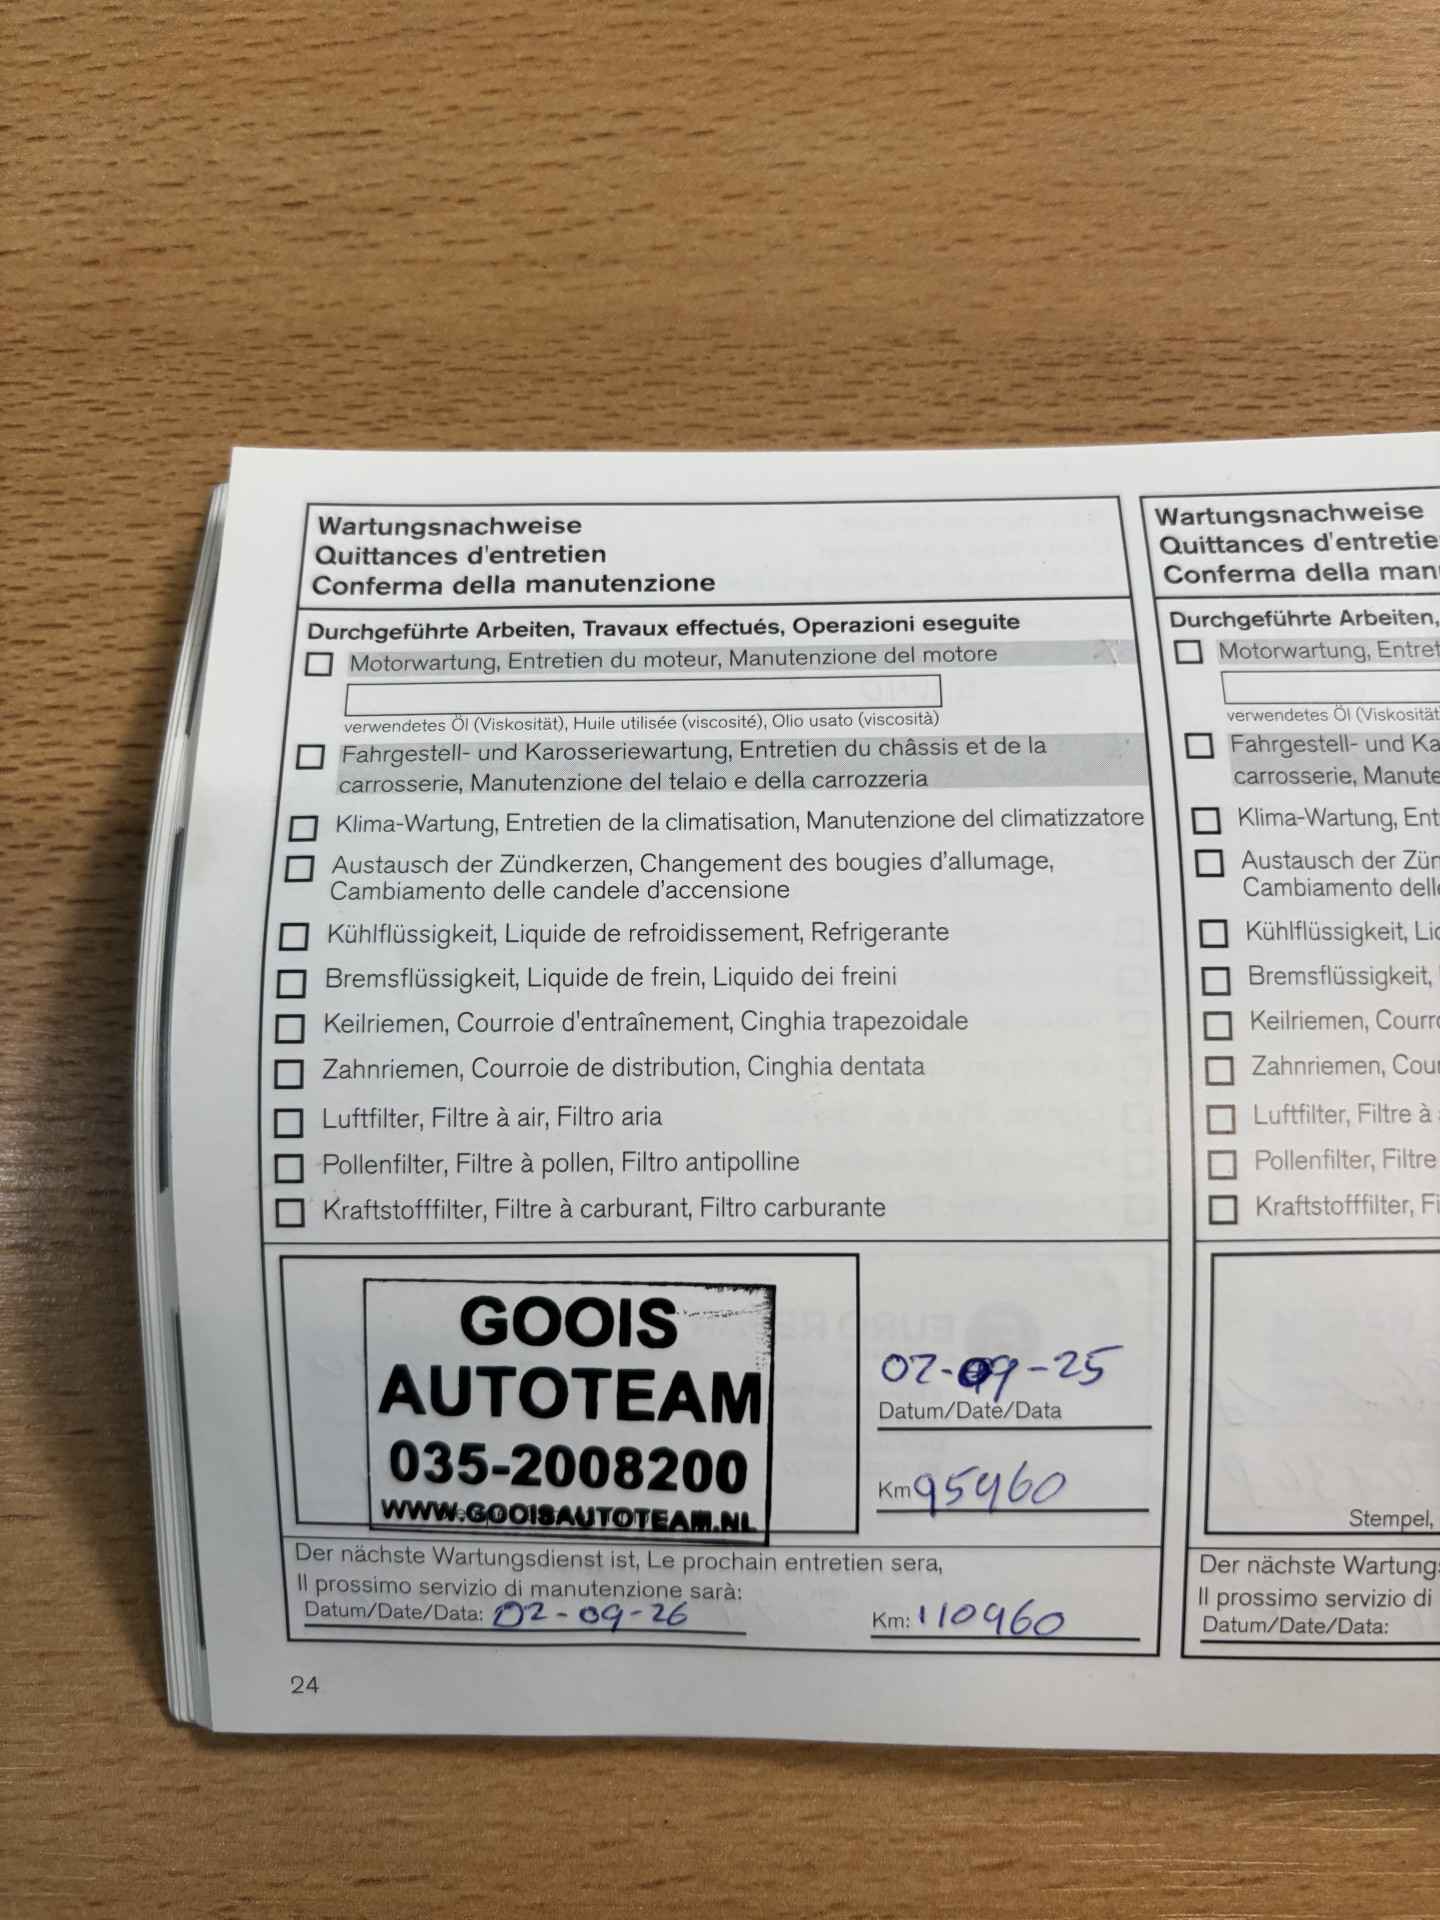 Wartungsnachweise
Quittances d'entretien
Conferma della manutenzione
Durchgeführte Arbeiten, Travaux effectués, Operazioni eseguite
Motorwartung, Entretien du moteur, Manutenzione del motore
verwendetes Öl (Viskosität), Huile utilisée (viscosité), Olio usato (viscosità)
Fahrgestell- und Karosseriewartung, Entretien du châssis et de la
carrosserie, Manutenzione del telaio e della carrozzeria
Klima-Wartung, Entretien de la climatisation, Manutenzione del climatizzatore
Austausch der Zündkerzen, Changement des bougies d'allumage,
Cambiamento delle candele d'accensione
Kühlflüssigkeit, Liquide de refroidissement, Refrigerante
Bremsflüssigkeit, Liquide de frein, Liquido dei freini
Keilriemen, Courroie d'entraînement, Cinghia trapezoidale
Zahnriemen, Courroie de distribution, Cinghia dentata
Luftfilter, Filtre à air, Filtro aria
Pollenfilter, Filtre à pollen, Filtro antipolline
Kraftstofffilter, Filtre à carburant, Filtro carburante
GOOIS
AUTOTEAM
035-2008200
WWW.GOOISAUTOTEAM.NL
02-09-25
Datum/Date/Data
Km 95460
Der nächste Wartungsdienst ist, Le prochain entretien sera,
Il prossimo servizio di manutenzione sarà:
Datum/Date/Data: 02-09-26
Km: 110960
24
Wartungsnachweise
Quittances d'entretie
Conferma della man
Durchgeführte Arbeiten,
Motorwartung, Entret
verwendetes Öl (Viskosität
Fahrgestell- und Ka
carrosserie, Manute
Klima-Wartung, Ent
Austausch der Zün
Cambiamento delle
Kühlflüssigkeit, Li
Bremsflüssigkeit,
Keilriemen, Courr
Zahnriemen, Cour
Luftfilter, Filtre à
Pollenfilter, Filtre
Kraftstofffilter, Fi
Stempel,
Der nächste Wartung
Il prossimo servizio di
Datum/Date/Data: